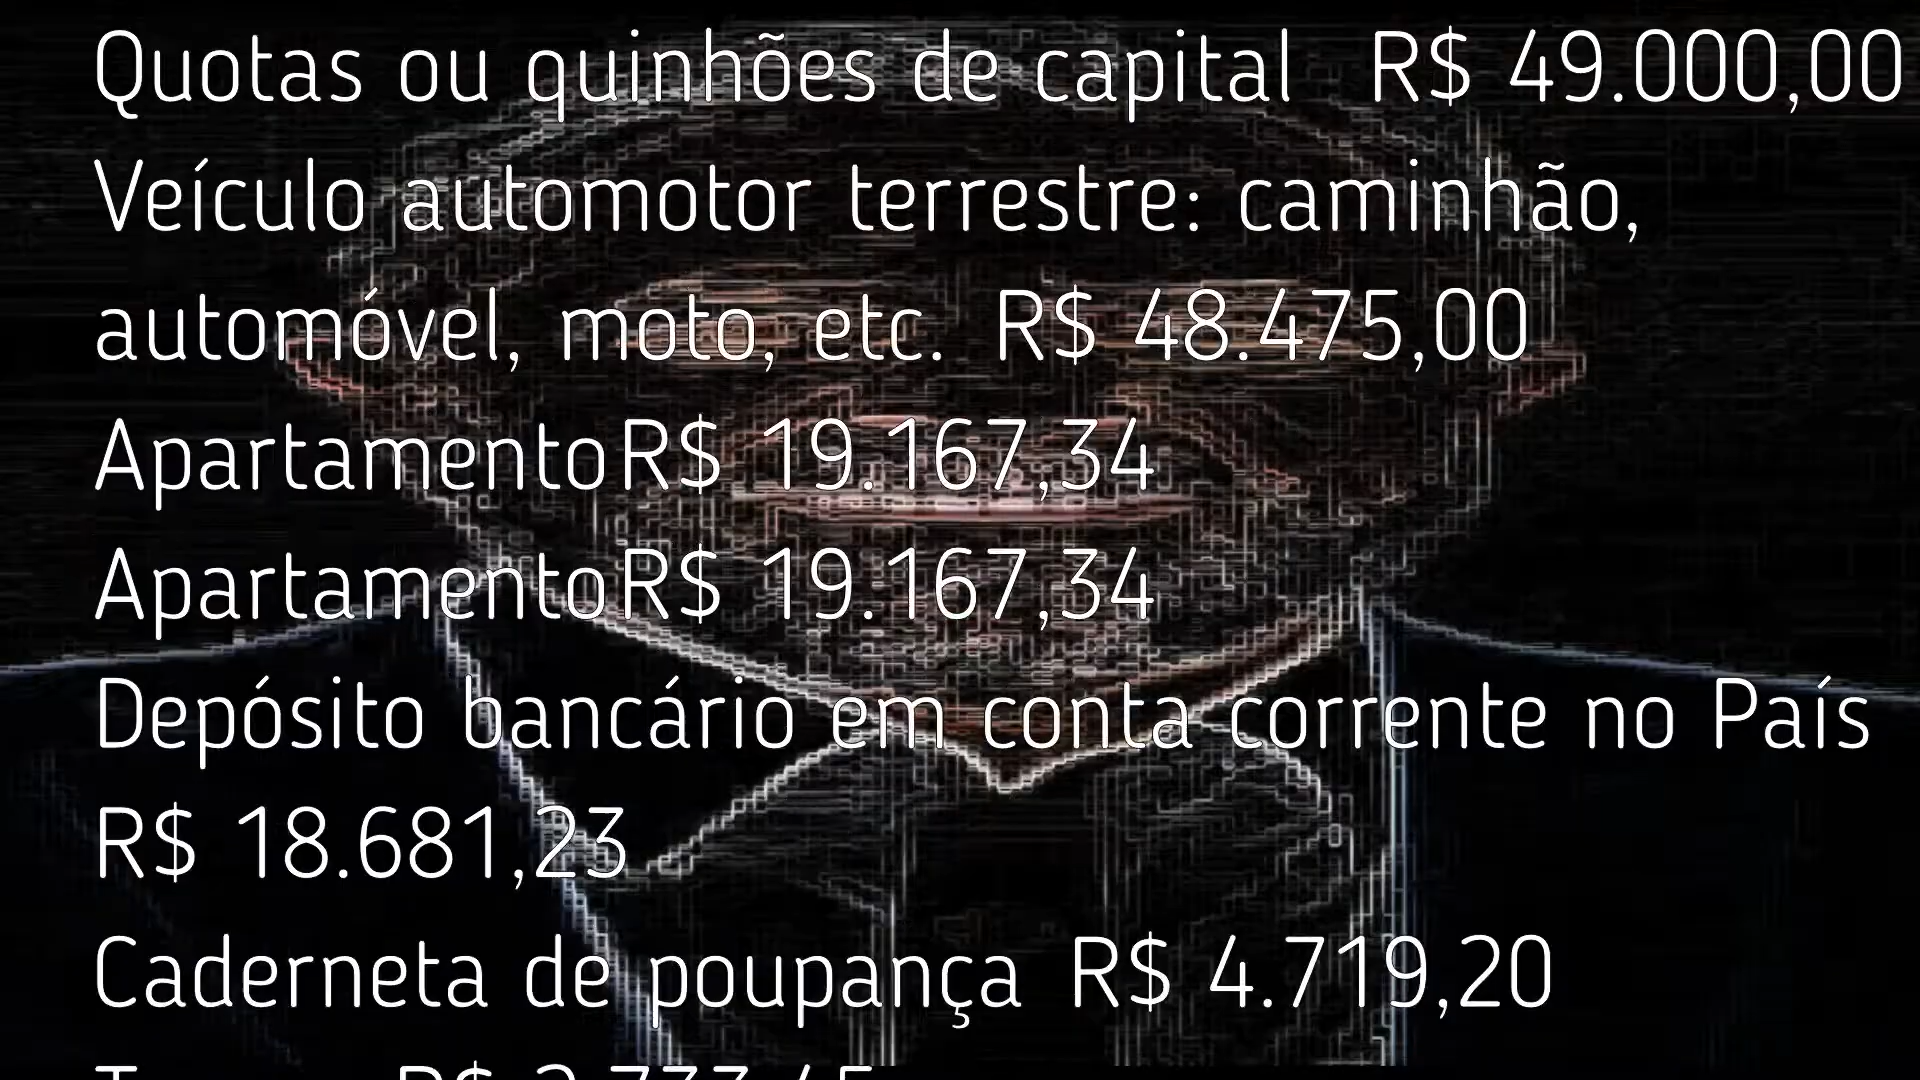 Quotas ou quinhões de capital R$ 49.000,00
Veículo automotor terrestre: caminhão,
automóvel, moto, etc. R$ 48.475,00
Apartamento R$ 19.167,34
Apartamento R$ 19.167,34
Depósito bancário em conta corrente no País
R$ 18.681,23
Caderneta de poupança R$ 4.719,20
R$